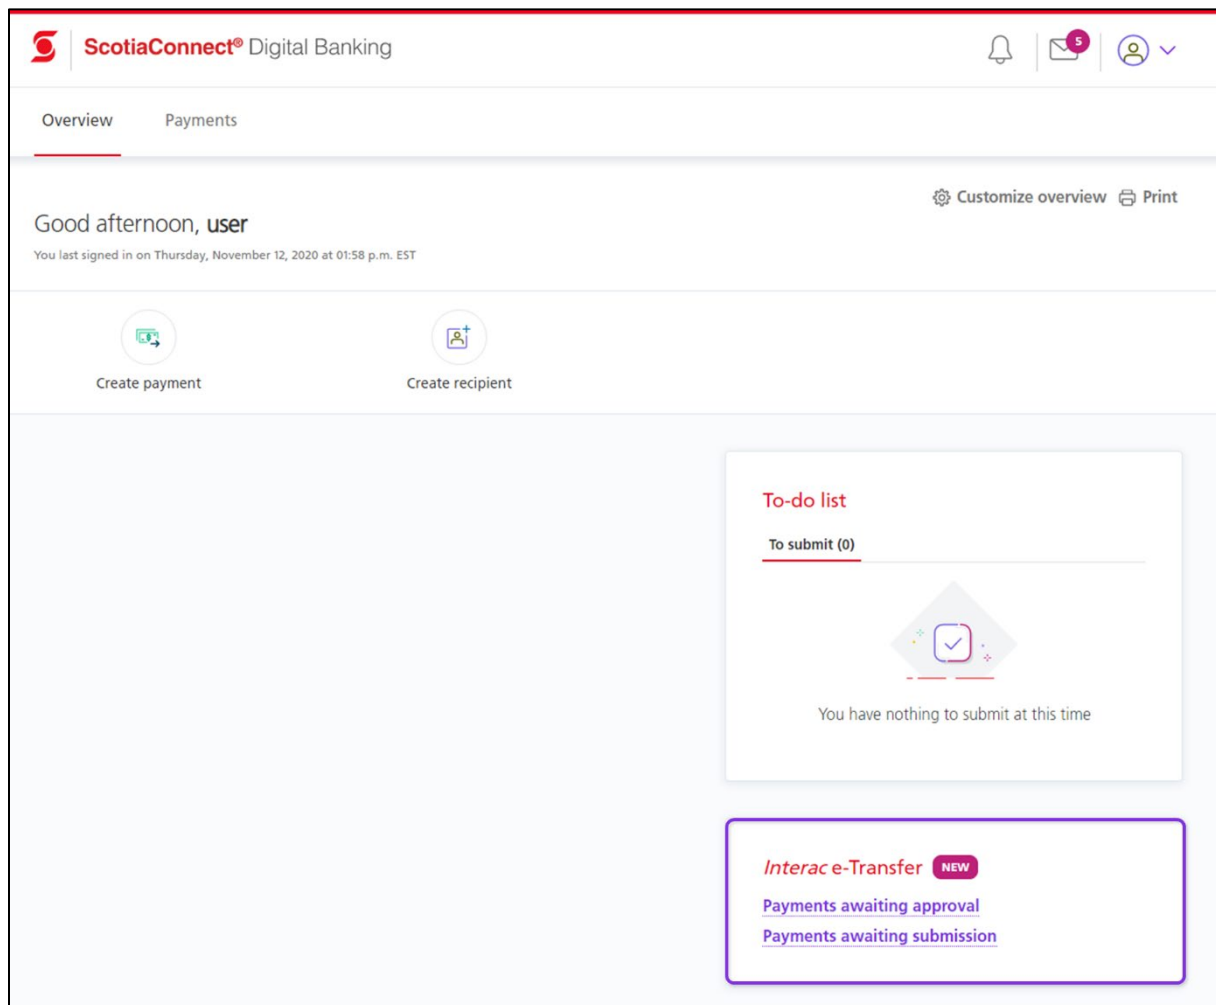 ScotiaConnect® Digital Banking
5
Overview Payments
Customize overview Print
Good afternoon, user
You last signed in on Thursday, November 12, 2020 at 01:58 p.m. EST
Create payment Create recipient
To-do list
To submit (0)
You have nothing to submit at this time
Interac e-Transfer NEW
Payments awaiting approval
Payments awaiting submission